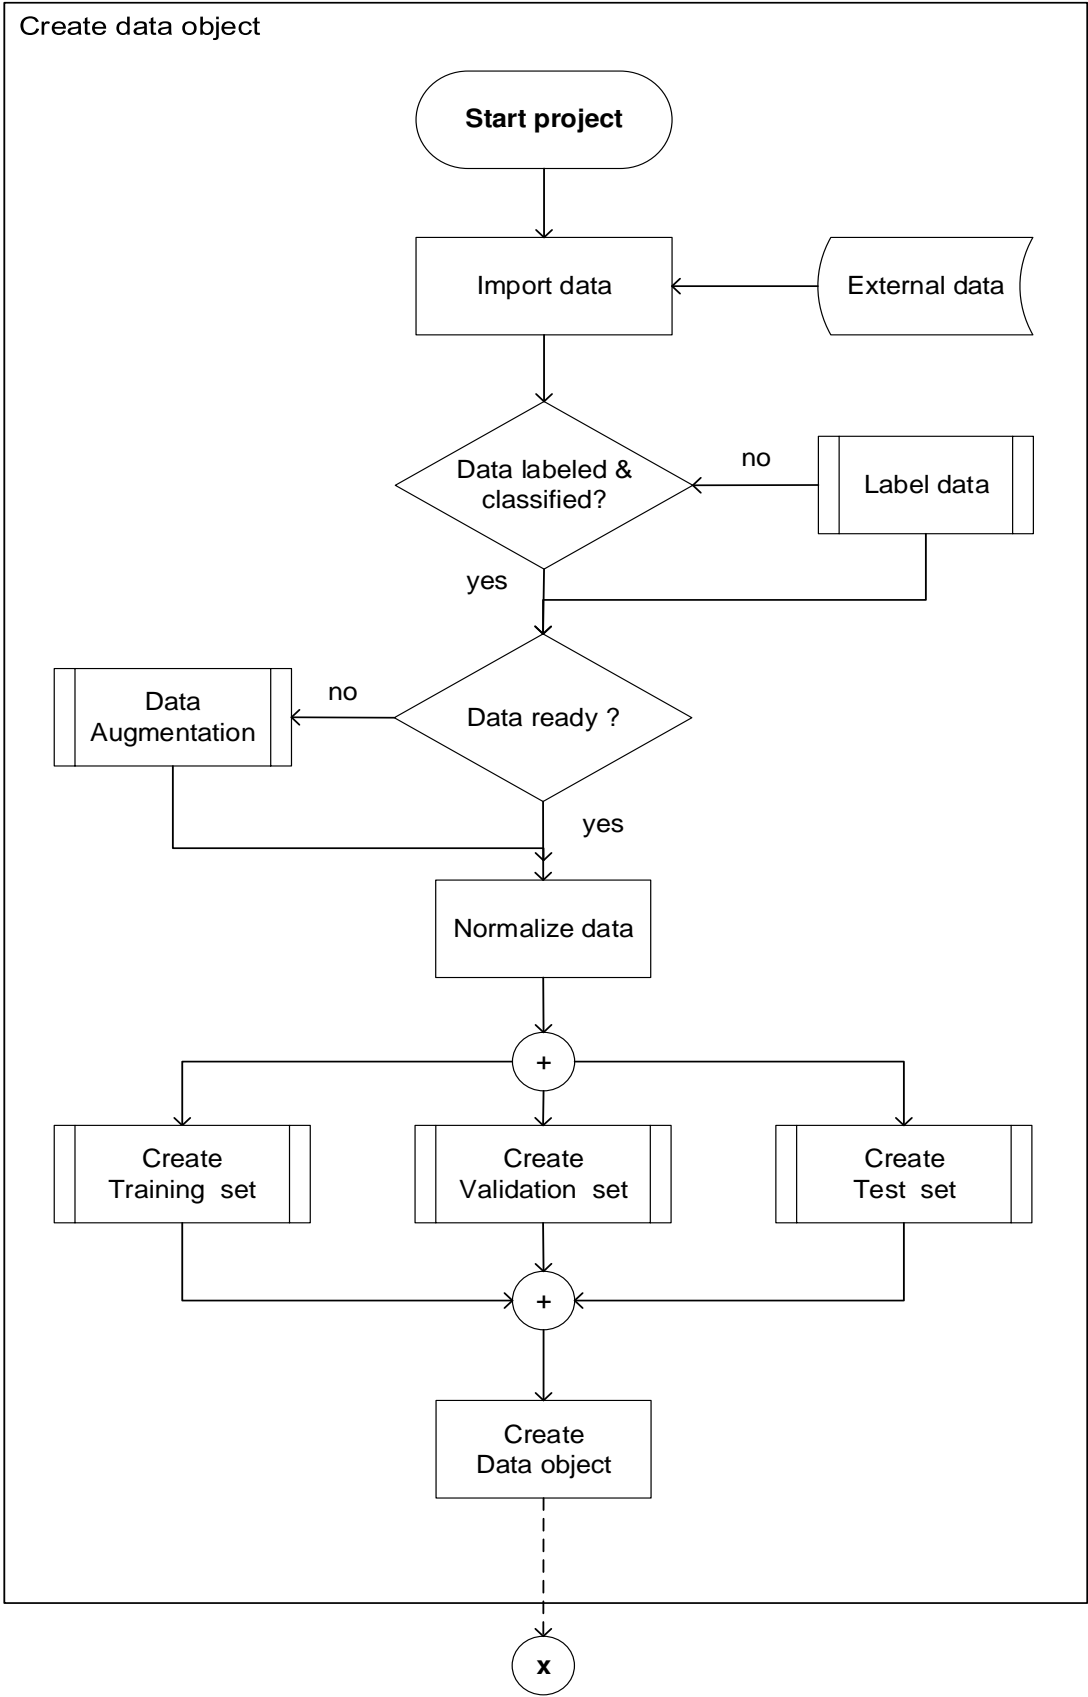 Create data object
Start project
Import data
External data
Data labeled &
classified?
no
Label data
yes
Data
Augmentation
no
Data ready ?
yes
Normalize data
+
Create
Training  set
Create
Validation  set
Create
Test  set
+
Create
Data object
x